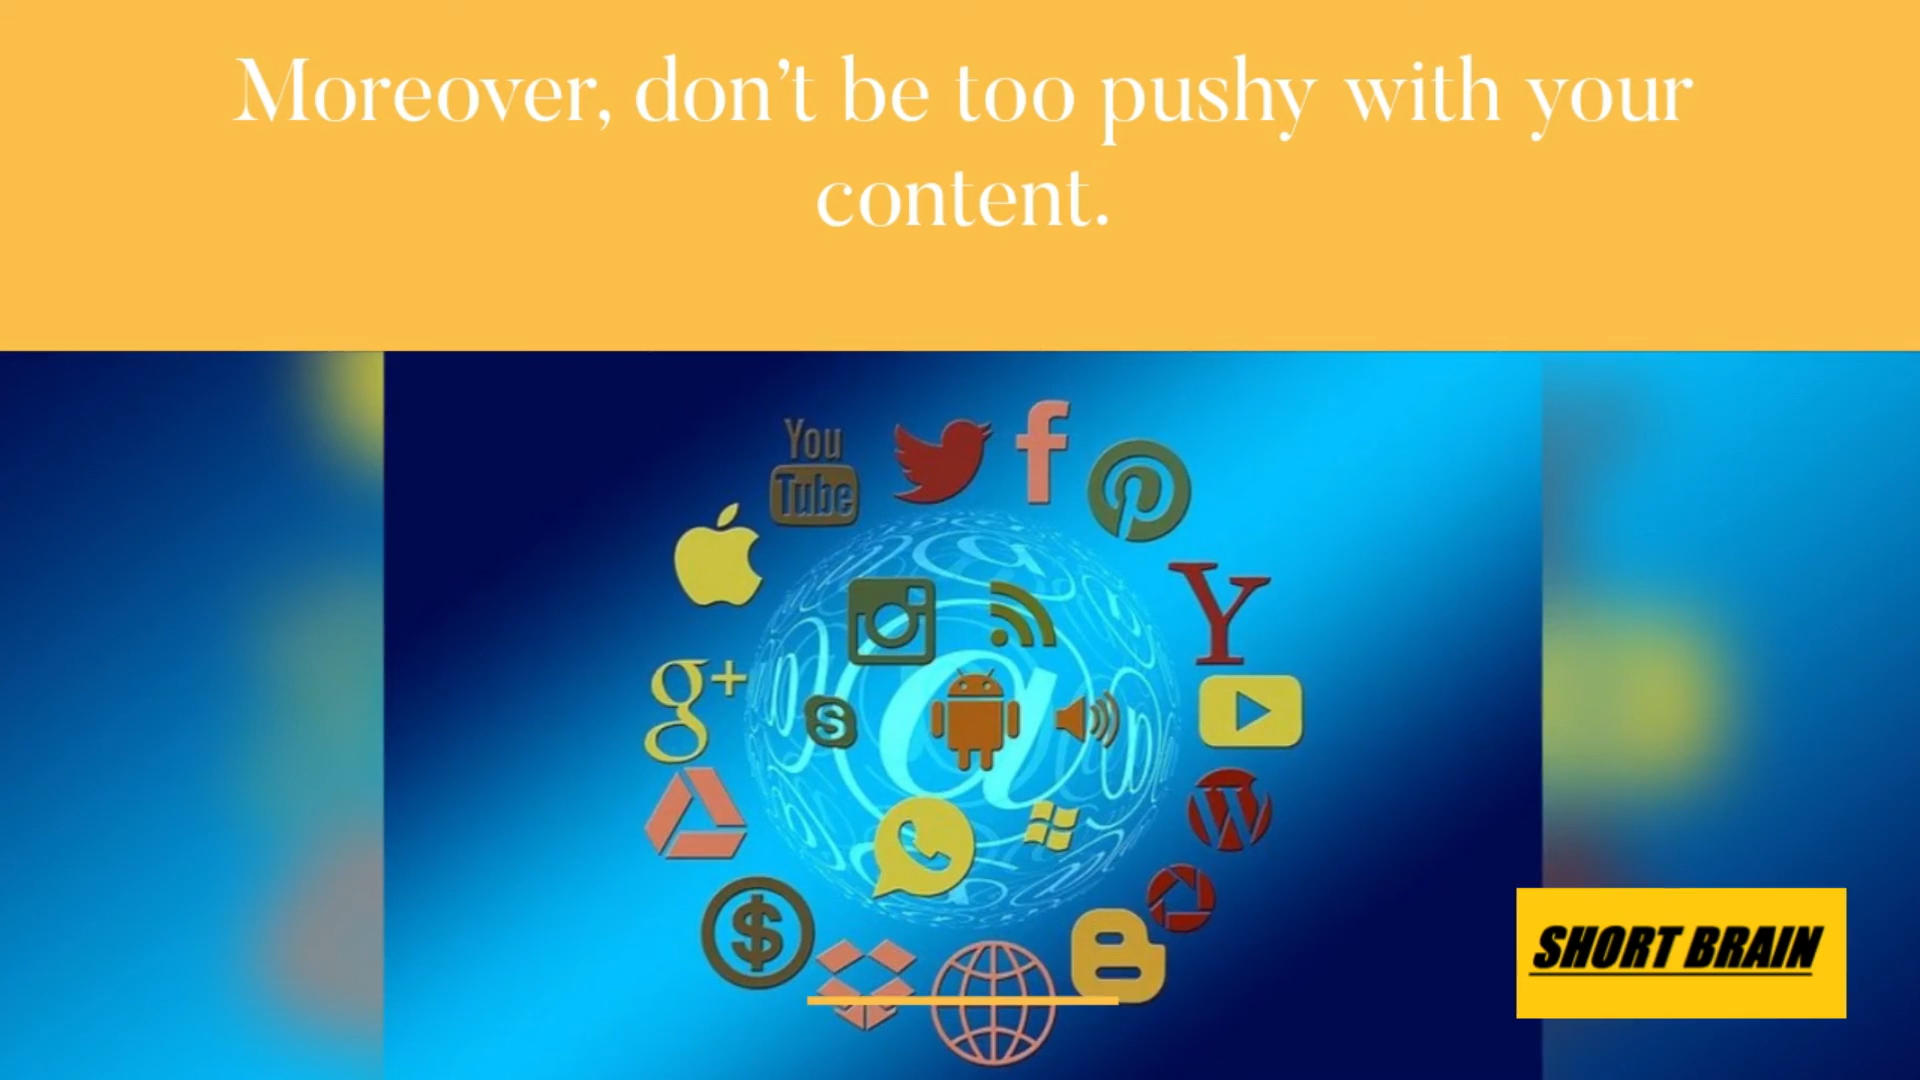 Moreover, don’t be too pushy with your
content.
You
Tube
g+
SHORT BRAIN